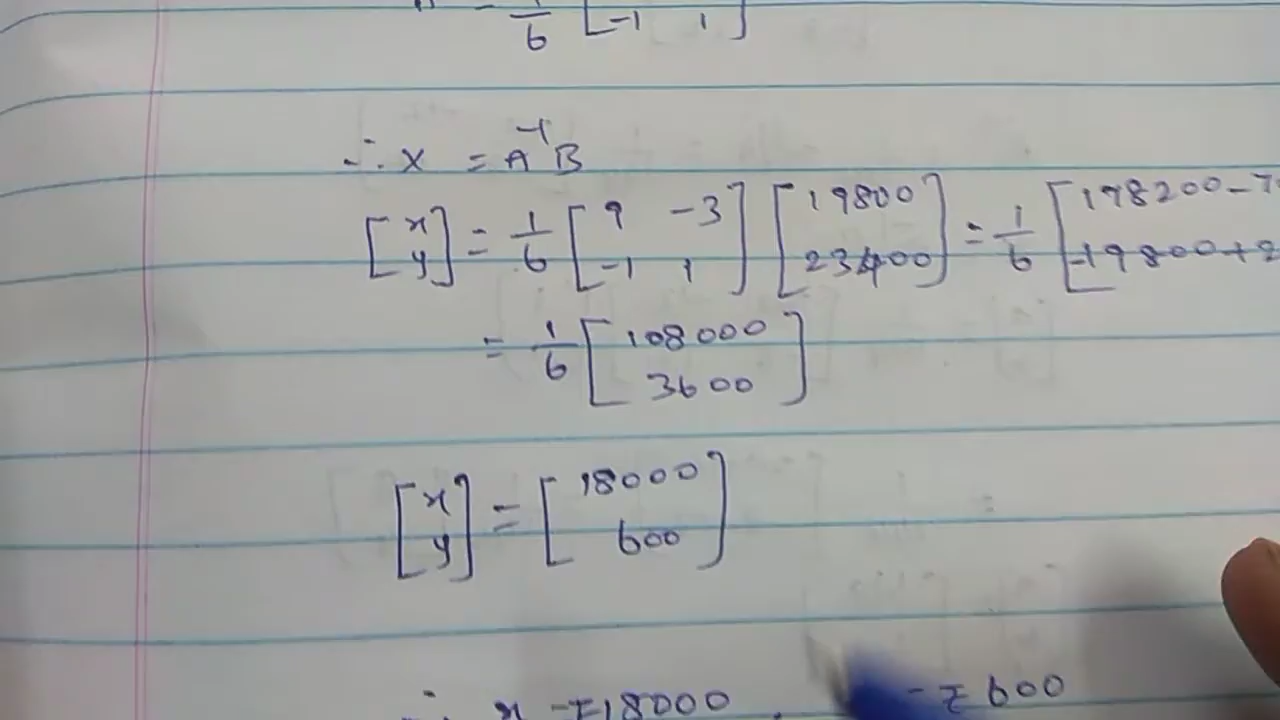 1/6 [-1 1]
∴ x = A⁻¹B
[x y] = 1/6 [9 -3 -1 1] [19800 23400] = 1/6 [178200-7 -19800+2
= 1/6 [108000 3600]
[x y] = [18000 600]
∴ x = ₹18000, = ₹600